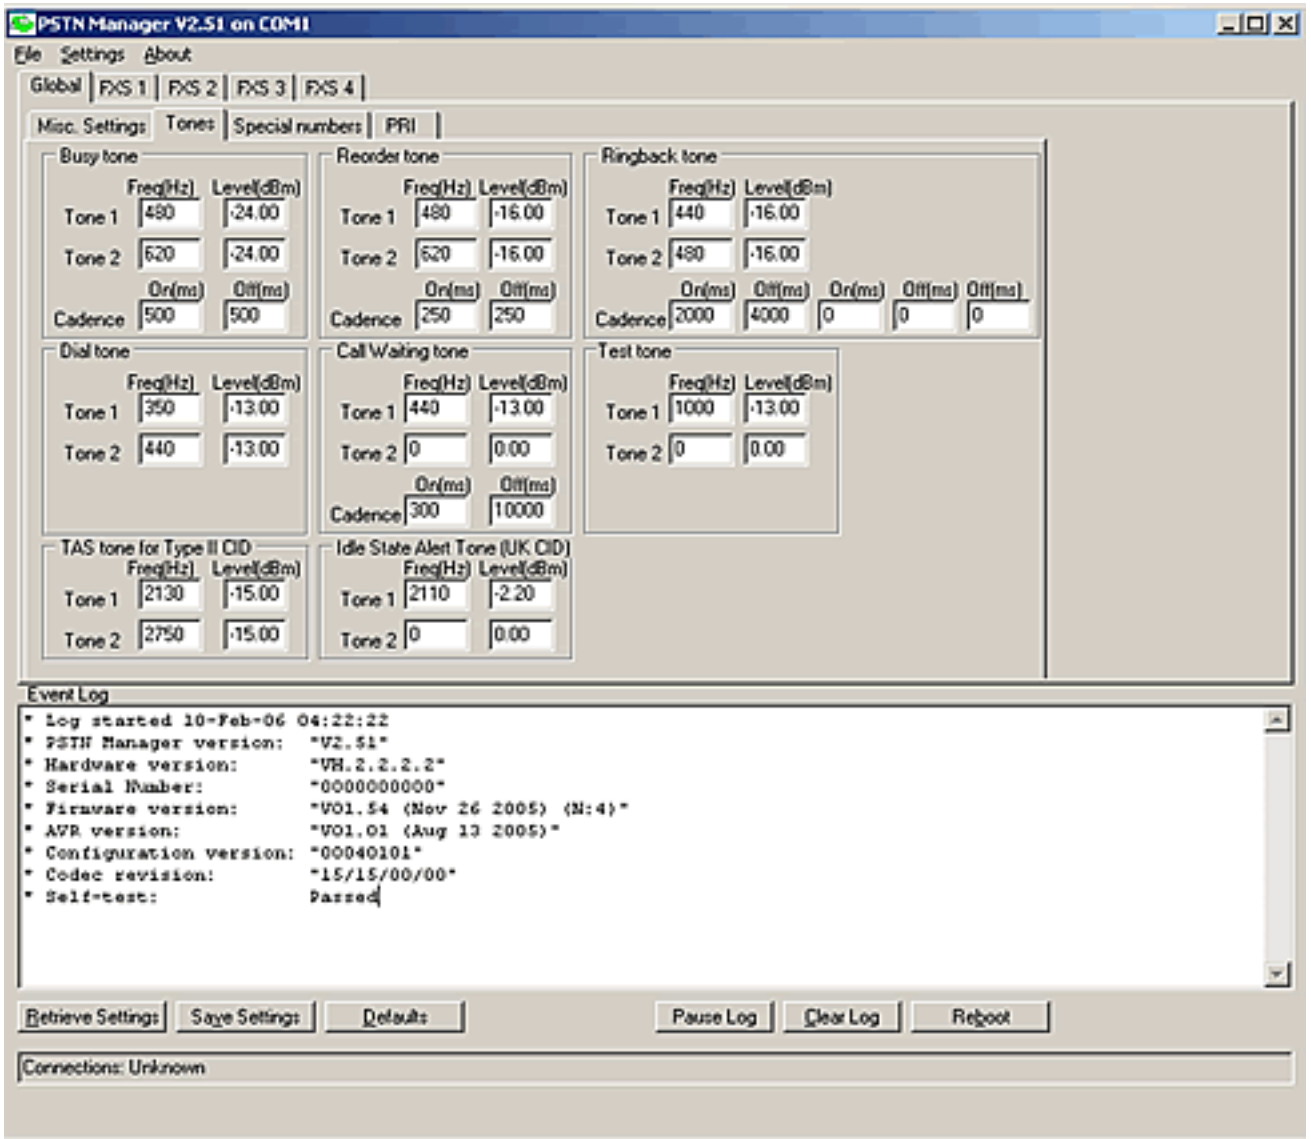 PSTN Manager V2.51 on COM1
File Settings About
Global FXS 1 FXS 2 FXS 3 FXS 4
Misc. Settings Tones Special numbers PRI
Busy tone
Freq(Hz) Level(dBm)
Tone 1 480 -24.00
Tone 2 620 -24.00
On(ms) Off(ms)
Cadence 500 500
Reorder tone
Freq(Hz) Level(dBm)
Tone 1 480 -16.00
Tone 2 620 -16.00
On(ms) Off(ms)
Cadence 250 250
Ringback tone
Freq(Hz) Level(dBm)
Tone 1 440 -16.00
Tone 2 480 -16.00
On(ms) Off(ms) On(ms) Off(ms) Off(ms)
Cadence 2000 4000 0 0 0
Dial tone
Freq(Hz) Level(dBm)
Tone 1 350 -13.00
Tone 2 440 -13.00
Call Waiting tone
Freq(Hz) Level(dBm)
Tone 1 440 -13.00
Tone 2 0 0.00
On(ms) Off(ms)
Cadence 300 10000
Test tone
Freq(Hz) Level(dBm)
Tone 1 1000 -13.00
Tone 2 0 0.00
TAS tone for Type II CID
Freq(Hz) Level(dBm)
Tone 1 2130 -15.00
Tone 2 2750 -15.00
Idle State Alert Tone (UK CID)
Freq(Hz) Level(dBm)
Tone 1 2110 -2.20
Tone 2 0 0.00
Event Log
* Log started 10-Feb-06 04:22:22
* PSTN Manager version: "V2.51"
* Hardware version: "VH.2.2.2.2"
* Serial Number: "0000000000"
* Firmware version: "V01.54 (Nov 26 2005) (N:4)"
* AVR version: "V01.01 (Aug 13 2005)"
* Configuration version: "00040101"
* Codec revision: "15/15/00/00"
* Self-test: Passed
Retrieve Settings Save Settings Defaults Pause Log Clear Log Reboot
Connections: Unknown